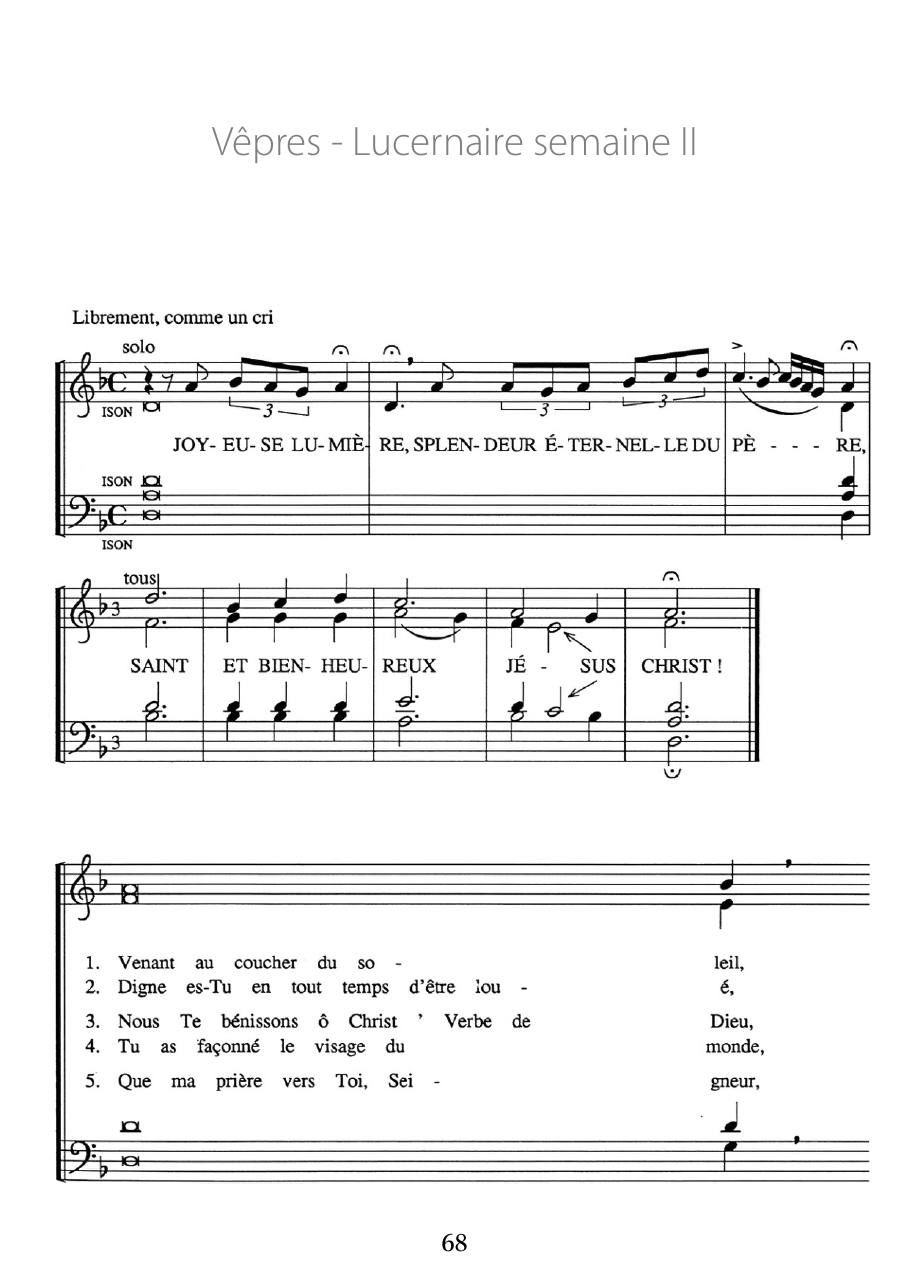 Vêpres - Lucernaire semaine II
Librement, comme un cri
solo
ISON
JOY- EU- SE LU- MIÈ- RE, SPLEN- DEUR É- TER- NEL- LE DU PÈ - - - RE,
ISON
ISON
tous
SAINT ET BIEN- HEU- REUX JÉ - SUS CHRIST !
1. Venant au coucher du so - leil,
2. Digne es-Tu en tout temps d'être lou - é,
3. Nous Te bénissons ô Christ ' Verbe de Dieu,
4. Tu as façonné le visage du monde,
5. Que ma prière vers Toi, Sei - gneur,
68